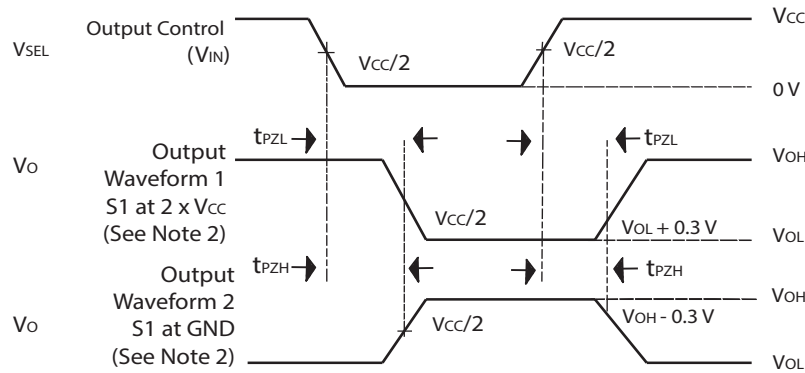 Output Control VCC
VSEL (VIN) VCC/2 VCC/2
0 V
tPZL tPZL
VO Output VOH
Waveform 1
S1 at 2 x VCC VCC/2 VOL + 0.3 V
(See Note 2) VOL
tPZH tPZH
Output VOH
Waveform 2 VOH - 0.3 V
VO S1 at GND VCC/2
(See Note 2) VOL